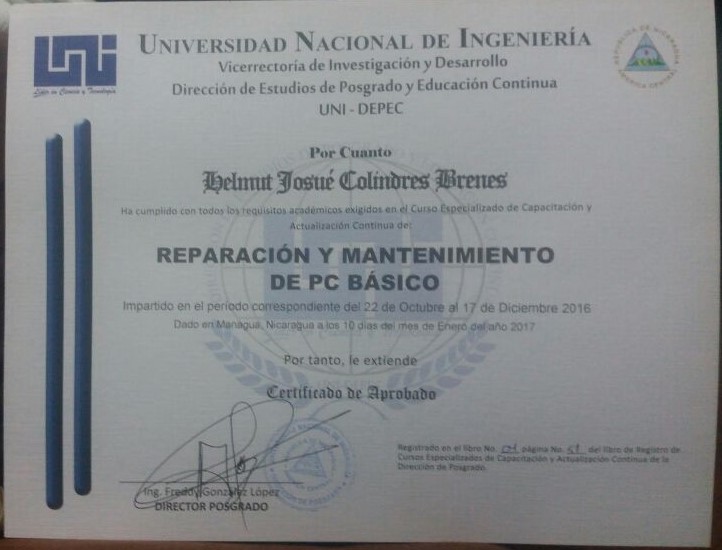 UNIVERSIDAD NACIONAL DE INGENIERÍA
Vicerrectoría de Investigación y Desarrollo
Dirección de Estudios de Posgrado y Educación Continua
UNI - DEPEC
Líder en Ciencia y Tecnología
REPÚBLICA DE NICARAGUA
AMÉRICA CENTRAL
Por Cuanto
Helmut Josué Colindres Brenes
Ha cumplido con todos los requisitos académicos exigidos en el Curso Especializado de Capacitación y
Actualización Continua de:
REPARACIÓN Y MANTENIMIENTO
DE PC BÁSICO
Impartido en el período correspondiente del 22 de Octubre al 17 de Diciembre 2016
Dado en Managua, Nicaragua a los 10 días del mes de Enero del año 2017
Por tanto, le extiende
Certificado de Aprobado
Registrado en el libro No. página No. del libro de Registro de
Cursos Especializados de Capacitación y Actualización Continua de la
Dirección de Posgrado.
Ing. Freddy González López
DIRECTOR POSGRADO